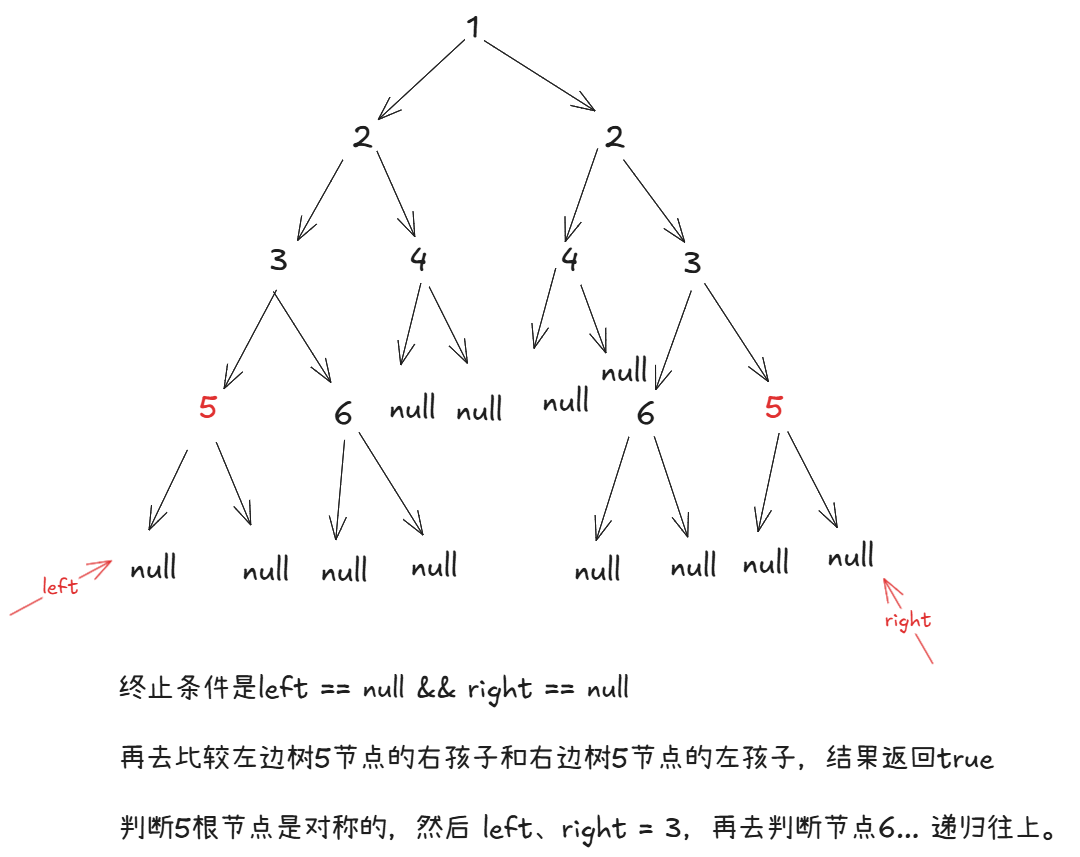 1
2 2
3 4 4 3
null
5 6 null null null 6 5
null null null null null null null null
left
right
终止条件是left == null && right == null
再去比较左边树5节点的右孩子和右边树5节点的左孩子，结果返回true
判断5根节点是对称的，然后 left、right = 3，再去判断节点6... 递归往上。